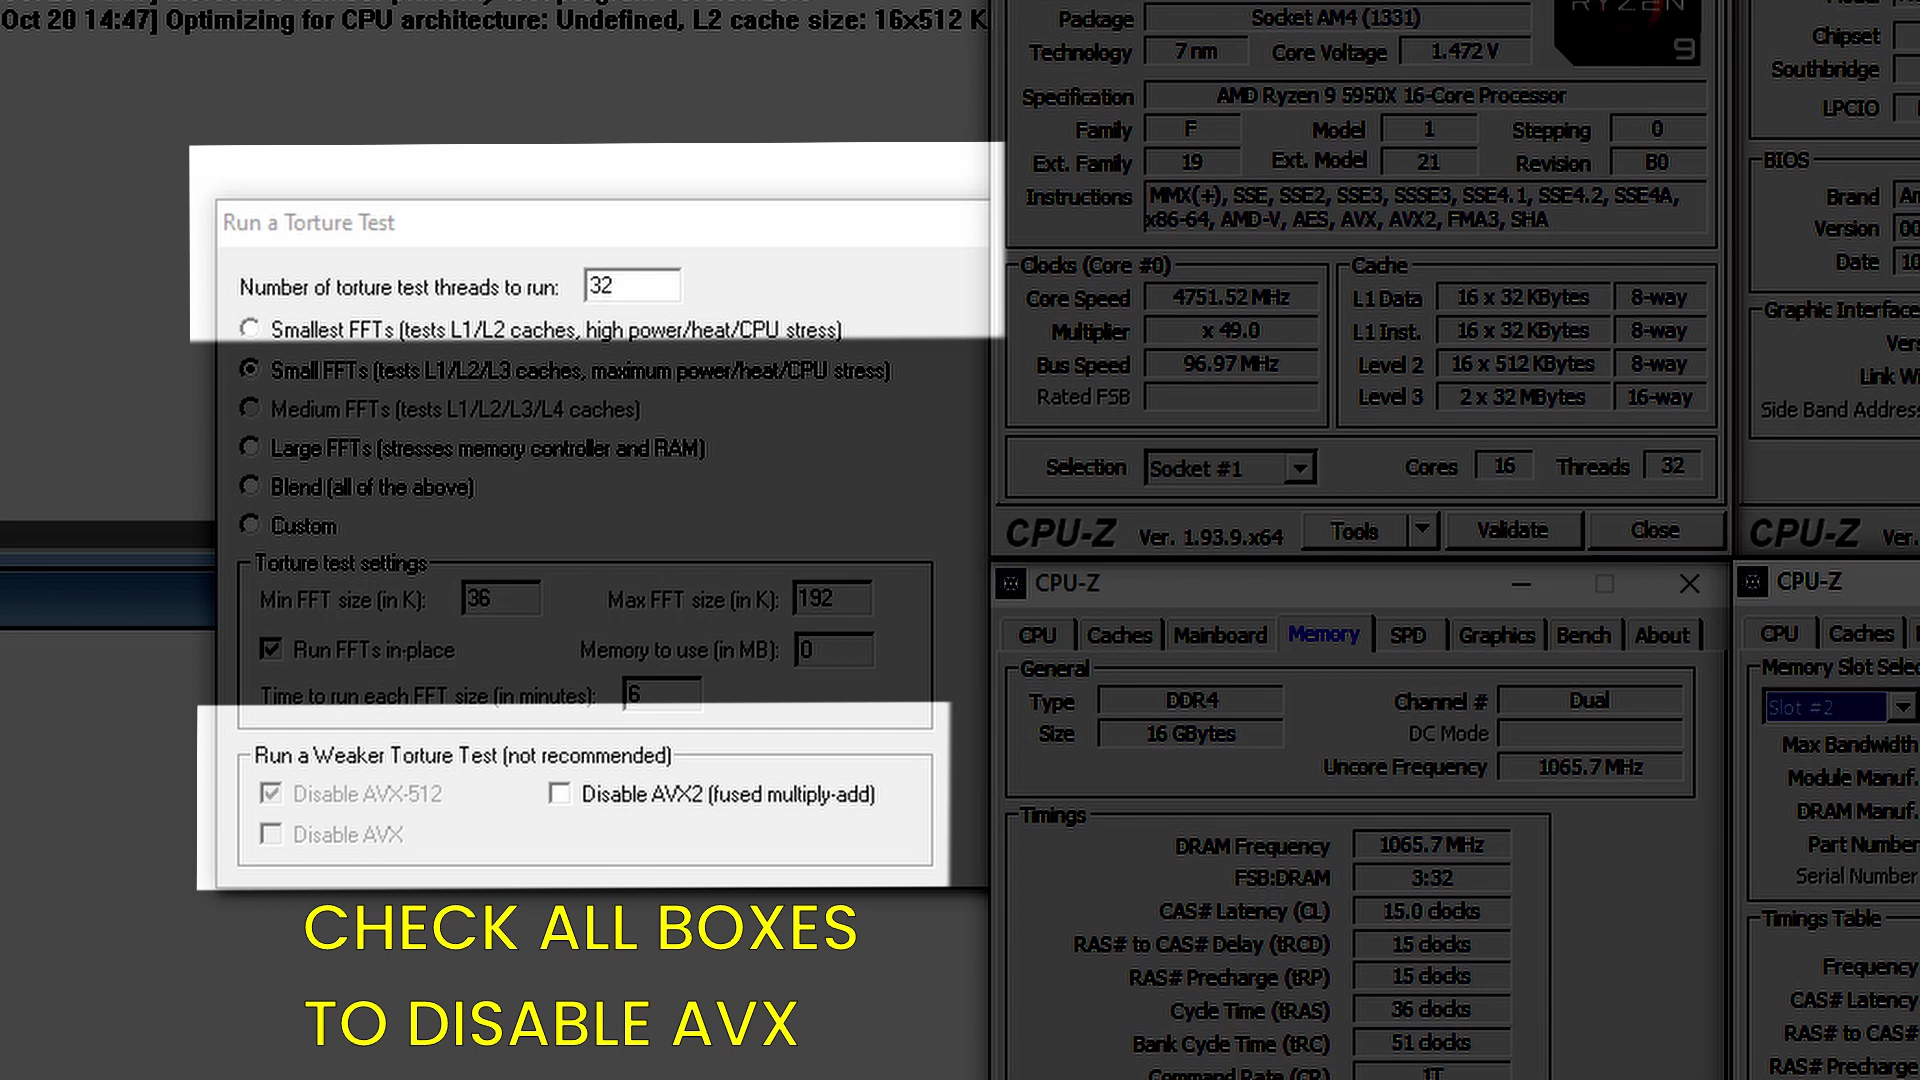 Oct 20 14:47] Optimizing for CPU architecture: Undefined, L2 cache size: 16x512 K
Run a Torture Test
Number of torture test threads to run: 32
Smallest FFTs (tests L1/L2 caches, high power/heat/CPU stress)
Small FFTs (tests L1/L2/L3 caches, maximum power/heat/CPU stress)
Medium FFTs (tests L1/L2/L3/L4 caches)
Large FFTs (stresses memory controller and RAM)
Blend (all of the above)
Custom
Torture test settings
Min FFT size (in K): 36 Max FFT size (in K): 192
Run FFTs in-place Memory to use (in MB): 0
Time to run each FFT size (in minutes): 6
Run a Weaker Torture Test (not recommended)
Disable AVX-512 Disable AVX2 (fused multiply-add)
Disable AVX
CHECK ALL BOXES
TO DISABLE AVX
Package Socket AM4 (1331)
Technology 7 nm Core Voltage 1.472 V
RYZEN
9
Specification AMD Ryzen 9 5950X 16-Core Processor
Family F Model 1 Stepping 0
Ext. Family 19 Ext. Model 21 Revision B0
Instructions MMX(+), SSE, SSE2, SSE3, SSSE3, SSE4.1, SSE4.2, SSE4A,
x86-64, AMD-V, AES, AVX, AVX2, FMA3, SHA
Clocks (Core #0)
Core Speed 4751.52 MHz
Multiplier x 49.0
Bus Speed 96.97 MHz
Rated FSB
Cache
L1 Data 16 x 32 KBytes 8-way
L1 Inst. 16 x 32 KBytes 8-way
Level 2 16 x 512 KBytes 8-way
Level 3 2 x 32 MBytes 16-way
Selection Socket #1 Cores 16 Threads 32
CPU-Z Ver. 1.93.9.x64 Tools Validate Close
CPU-Z
CPU Caches Mainboard Memory SPD Graphics Bench About
General
Type DDR4 Channel # Dual
Size 16 GBytes DC Mode
Uncore Frequency 1065.7 MHz
Timings
DRAM Frequency 1065.7 MHz
FSB:DRAM 3:32
CAS# Latency (CL) 15.0 clocks
RAS# to CAS# Delay (tRCD) 15 clocks
RAS# Precharge (tRP) 15 clocks
Cycle Time (tRAS) 36 clocks
Bank Cycle Time (tRC) 51 clocks
Command Rate (CR) 1T
Chipset
Southbridge
LPCIO
BIOS
Brand Am
Version 00
Date 10
Graphic Interface
Vers
Link Wi
Side Band Address
CPU-Z Ver.
CPU-Z
CPU Caches
Memory Slot Selec
Slot #2
Max Bandwidth
Module Manuf.
DRAM Manuf.
Part Number
Serial Number
Timings Table
Frequency
CAS# Latency
RAS# to CAS#
RAS# Precharge